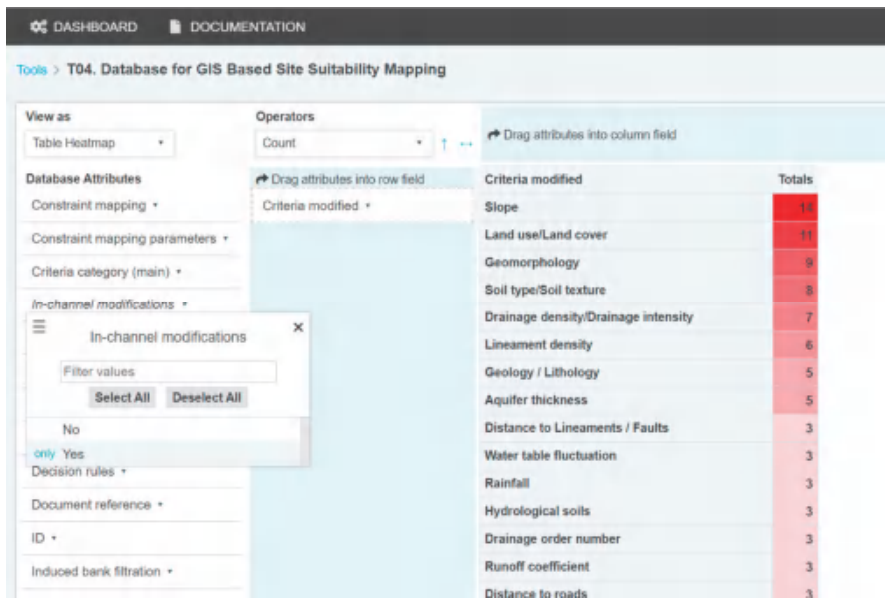 DASHBOARD DOCUMENTATION
Tools > T04. Database for GIS Based Site Suitability Mapping
View as
Table Heatmap
Operators
Count
Drag attributes into column field
Database Attributes
Constraint mapping
Constraint mapping parameters
Criteria category (main)
In-channel modifications
In-channel modifications
Filter values
Select All Deselect All
No
only Yes
Decision rules
Document reference
ID
Induced bank filtration
Drag attributes into row field
Criteria modified
Criteria modified Totals
Slope
Land use/Land cover 11
Geomorphology 9
Soil type/Soil texture 8
Drainage density/Drainage intensity 7
Lineament density 6
Geology / Lithology 5
Aquifer thickness 5
Distance to Lineaments / Faults 3
Water table fluctuation 3
Rainfall 3
Hydrological soils 3
Drainage order number 3
Runoff coefficient 3
Distance to roads 3